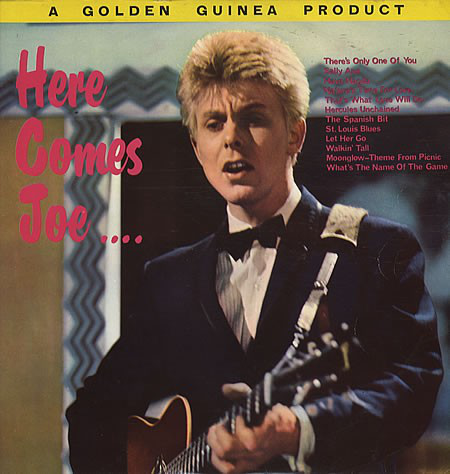 A GOLDEN GUINEA PRODUCT
Here
Comes
Joe....
There's Only One Of You
Sally Ann
That's What Love Will Do
Hercules Unchained
The Spanish Bit
St. Louis Blues
Let Her Go
Walkin' Tall
Moonglow—Theme From Picnic
What's The Name Of The Game